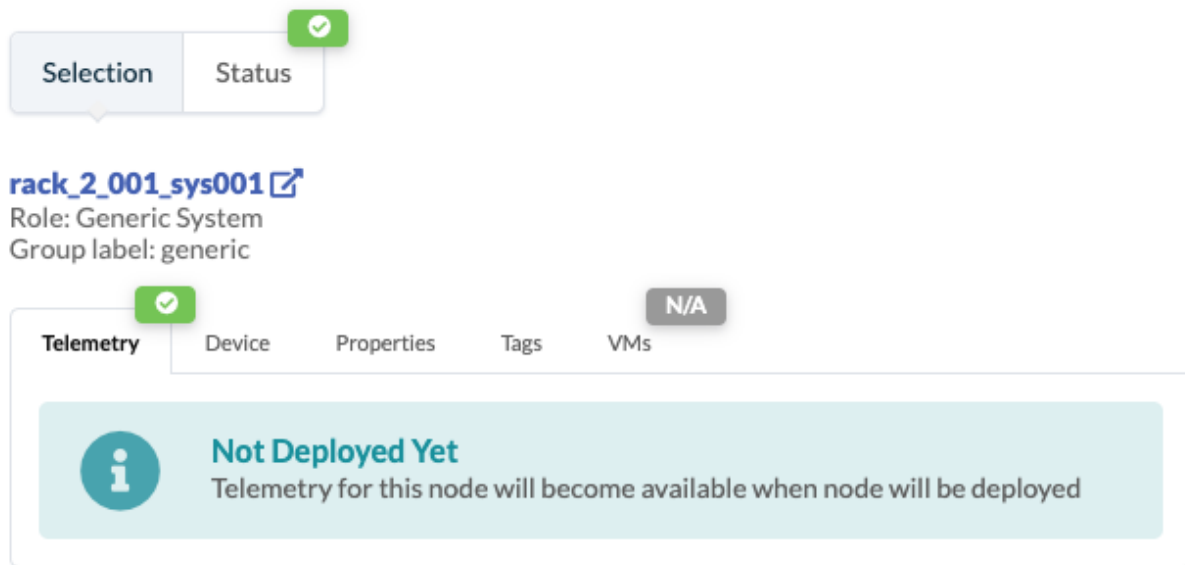 Selection Status
rack_2_001_sys001
Role: Generic System
Group label: generic
N/A
Telemetry Device Properties Tags VMs
Not Deployed Yet
Telemetry for this node will become available when node will be deployed